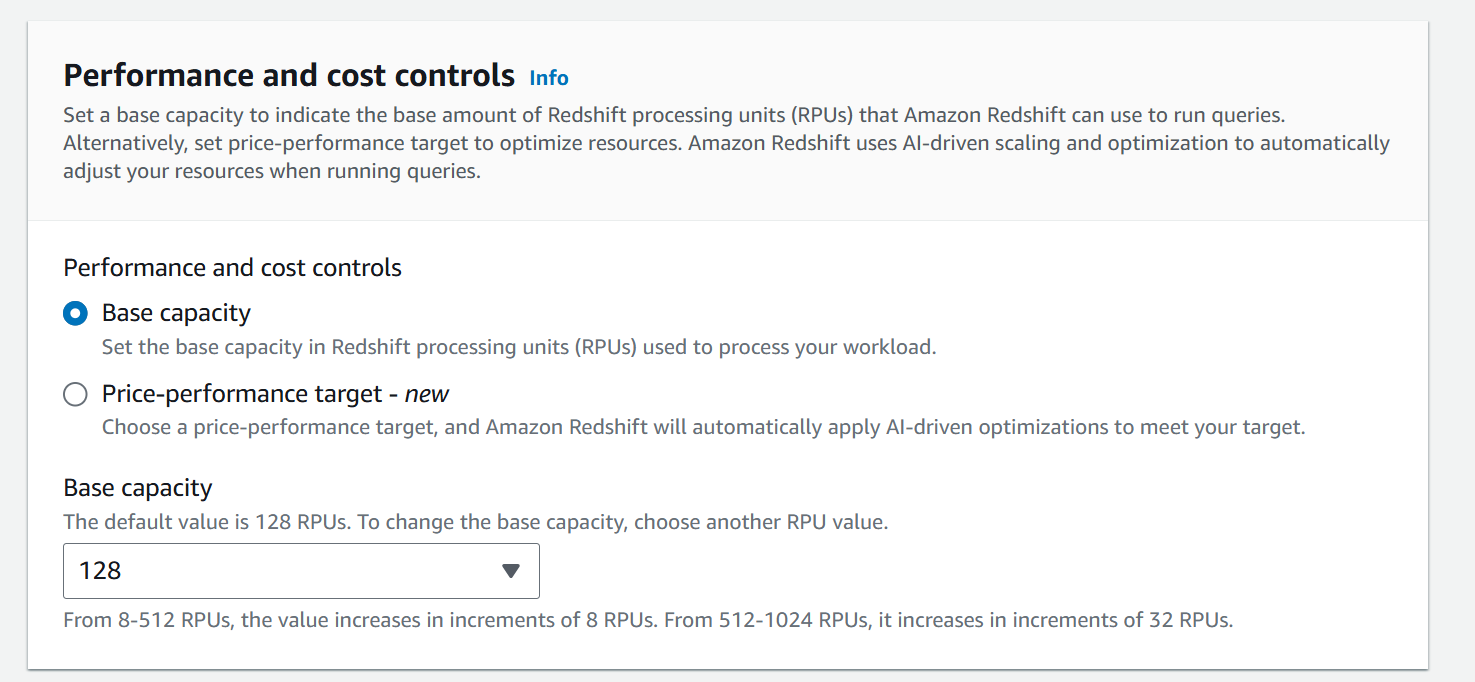 Performance and cost controls Info
Set a base capacity to indicate the base amount of Redshift processing units (RPUs) that Amazon Redshift can use to run queries.
Alternatively, set price-performance target to optimize resources. Amazon Redshift uses AI-driven scaling and optimization to automatically
adjust your resources when running queries.
Performance and cost controls
Base capacity
Set the base capacity in Redshift processing units (RPUs) used to process your workload.
Price-performance target - new
Choose a price-performance target, and Amazon Redshift will automatically apply AI-driven optimizations to meet your target.
Base capacity
The default value is 128 RPUs. To change the base capacity, choose another RPU value.
128
From 8-512 RPUs, the value increases in increments of 8 RPUs. From 512-1024 RPUs, it increases in increments of 32 RPUs.